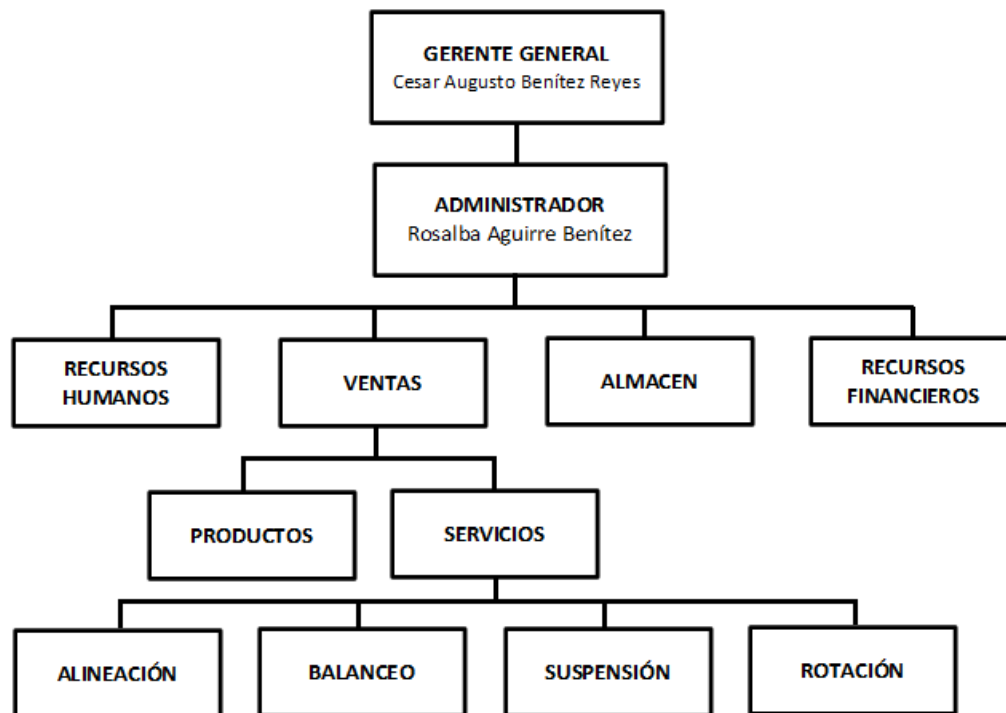 GERENTE GENERAL
Cesar Augusto Benítez Reyes
ADMINISTRADOR
Rosalba Aguirre Benítez
RECURSOS
HUMANOS
VENTAS
ALMACEN
RECURSOS
FINANCIEROS
PRODUCTOS
SERVICIOS
ALINEACIÓN
BALANCEO
SUSPENSIÓN
ROTACIÓN